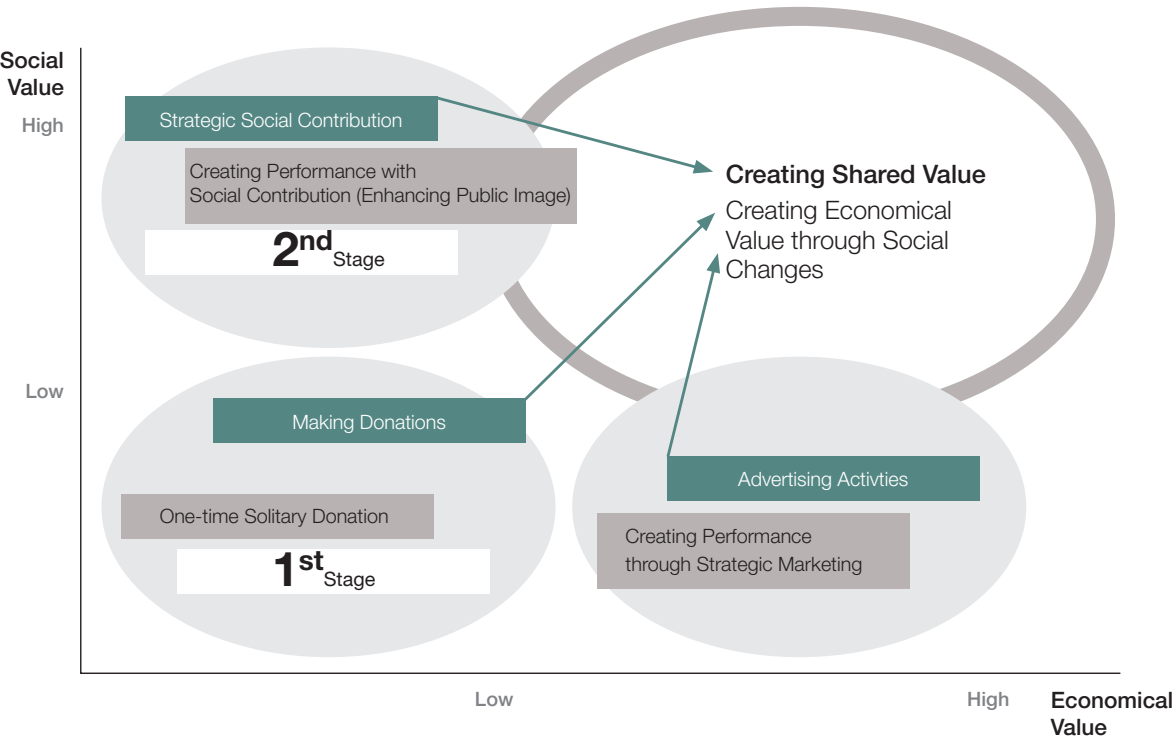 Social
Value
High
Low
Strategic Social Contribution
Creating Performance with
Social Contribution (Enhancing Public Image)
2nd Stage
Creating Shared Value
Creating Economical
Value through Social
Changes
Making Donations
One-time Solitary Donation
1st Stage
Advertising Activties
Creating Performance
through Strategic Marketing
Low
High
Economical
Value